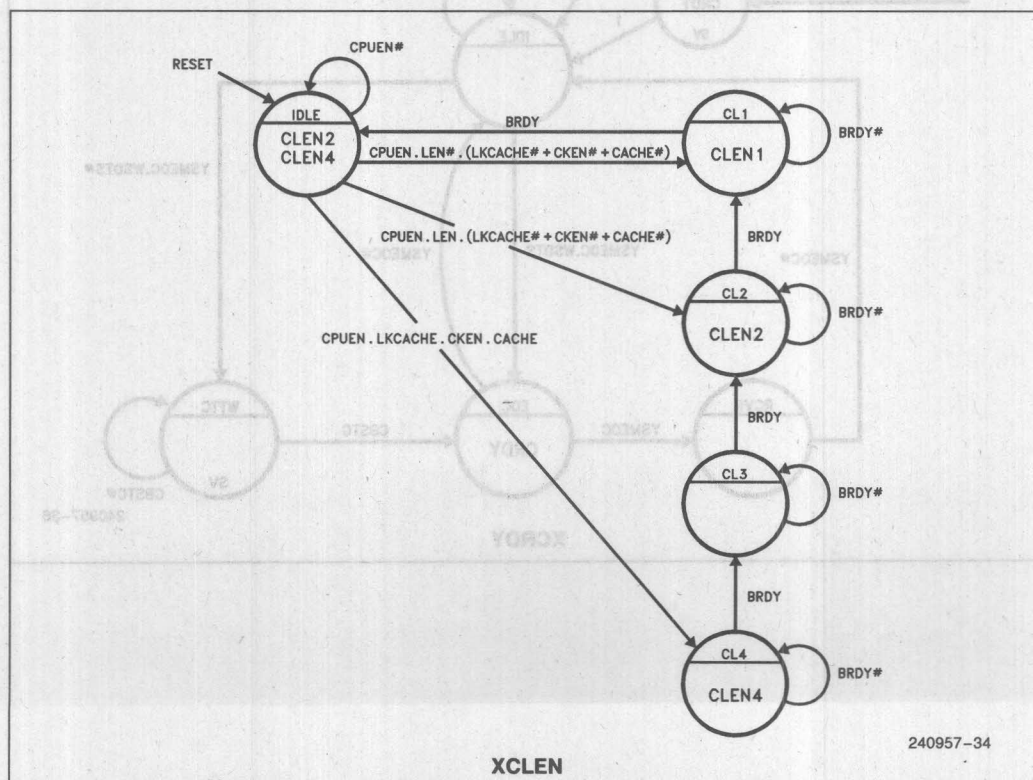 CPUEN#
RESET
IDLE
CLEN2
CLEN4
BRDY
CPUEN.LEN#.(LKCACHE#+CKEN#+CACHE#)
CL1
CLEN1
BRDY#
CPUEN.LEN.(LKCACHE#+CKEN#+CACHE#)
BRDY
CL2
CLEN2
BRDY#
CPUEN.LKCACHE.CKEN.CACHE
BRDY
CL3
BRDY#
BRDY
CL4
CLEN4
BRDY#
240957-34
XCLEN